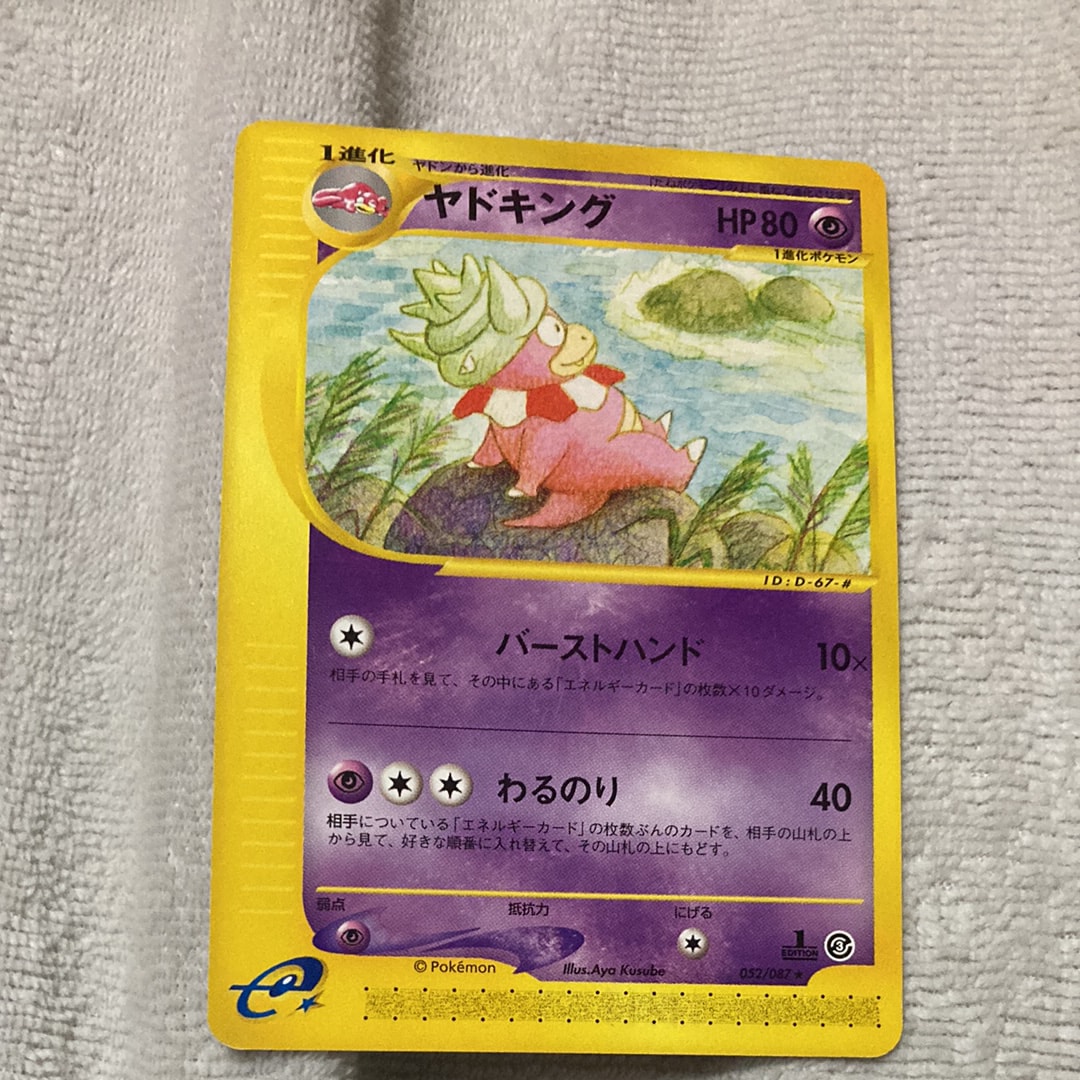 1進化
ヤドンから進化
ヤドキング
HP80
1進化ポケモン
ID:D-67-#
バーストハンド
10×
相手の手札を見て、その中にある「エネルギーカード」の枚数×10ダメージ。
わるのり
40
相手についている「エネルギーカード」の枚数ぶんのカードを、相手の山札の上
から見て、好きな順番に入れ替えて、その山札の上にもどす。
弱点
抵抗力
にげる
1
EDITION
3
©Pokémon
Illus.Aya Kusube
052/087★
e